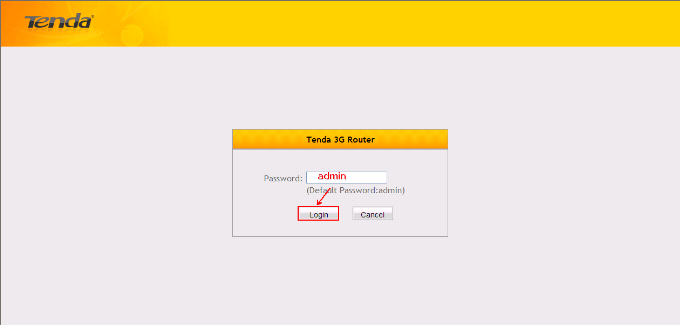 Tenda
Tenda 3G Router
Password: admin
(Default Password:admin)
Login Cancel